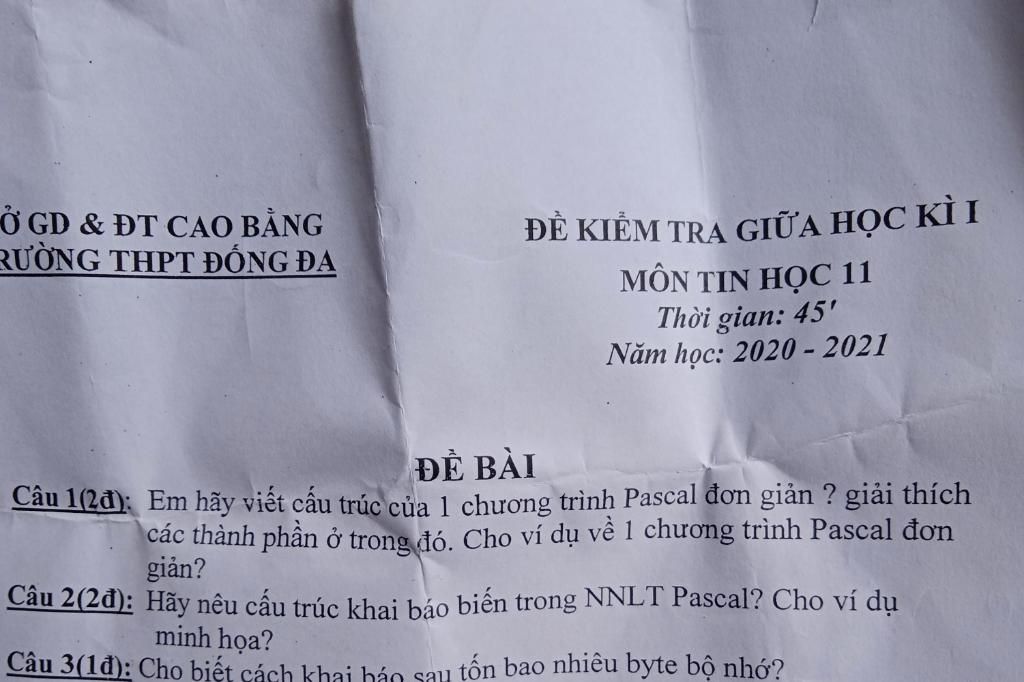 Ở GD & ĐT CAO BẰNG
RƯỜNG THPT ĐỐNG ĐA
ĐỀ KIỂM TRA GIỮA HỌC KÌ I
MÔN TIN HỌC 11
Thời gian: 45'
Năm học: 2020 - 2021
ĐỀ BÀI
Câu 1(2đ): Em hãy viết cấu trúc của 1 chương trình Pascal đơn giản ? giải thích
các thành phần ở trong đó. Cho ví dụ về 1 chương trình Pascal đơn
giản?
Câu 2(2đ): Hãy nêu cấu trúc khai báo biến trong NNLT Pascal? Cho ví dụ
minh họa?
Câu 3(1đ): Cho biết cách khai báo sau tốn bao nhiêu byte bộ nhớ?